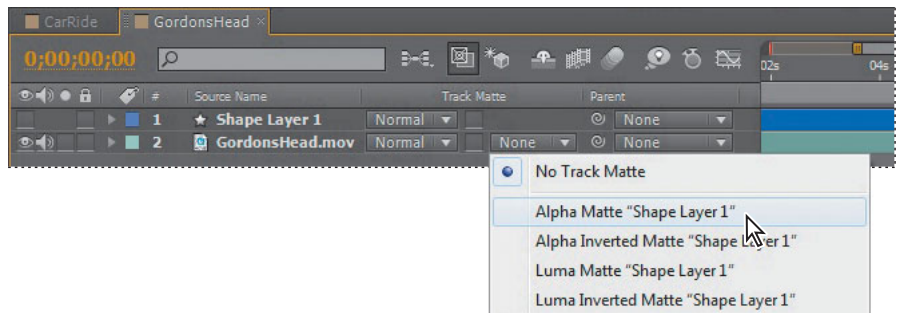 CarRide GordonsHead ×
0;00;00;00
02s 04s
# Source Name Track Matte Parent
1 Shape Layer 1 Normal None
2 GordonsHead.mov Normal None None
No Track Matte
Alpha Matte "Shape Layer 1"
Alpha Inverted Matte "Shape Layer 1"
Luma Matte "Shape Layer 1"
Luma Inverted Matte "Shape Layer 1"